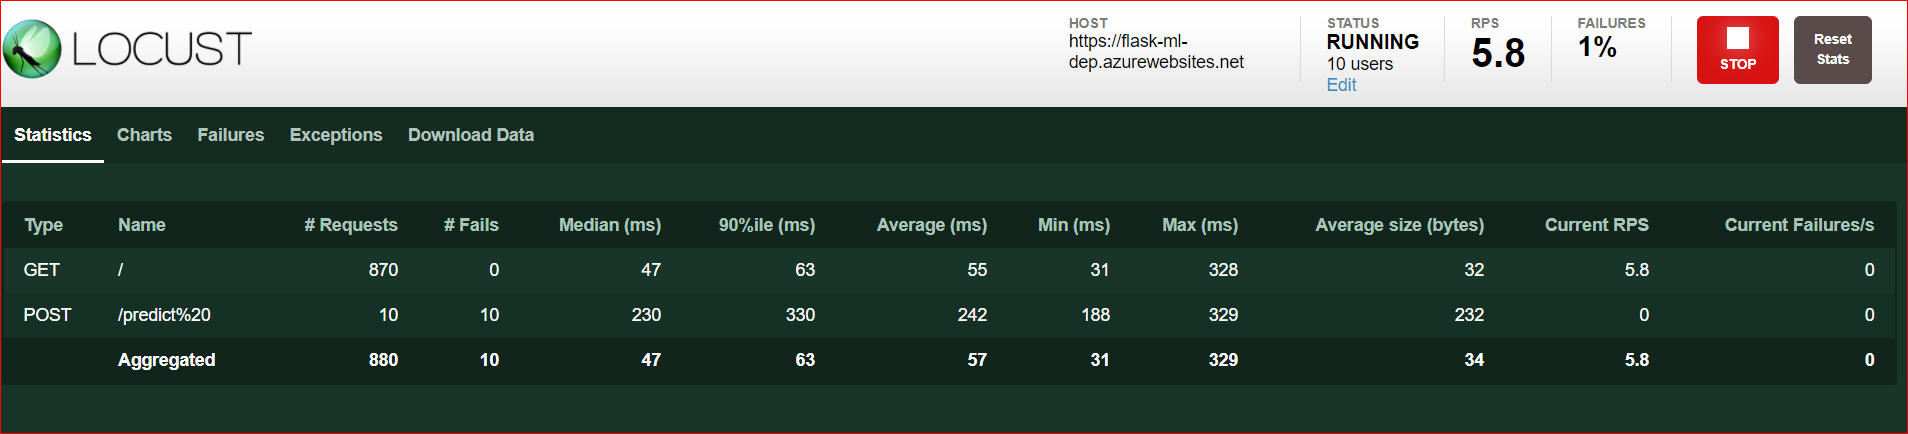 LOCUST
HOST
https://flask-ml-
dep.azurewebsites.net
STATUS
RUNNING
10 users
Edit
RPS
5.8
FAILURES
1%
STOP
Reset
Stats
Statistics Charts Failures Exceptions Download Data
Type Name # Requests # Fails Median (ms) 90%ile (ms) Average (ms) Min (ms) Max (ms) Average size (bytes) Current RPS Current Failures/s
GET / 870 0 47 63 55 31 328 32 5.8 0
POST /predict%20 10 10 230 330 242 188 329 232 0 0
Aggregated 880 10 47 63 57 31 329 34 5.8 0